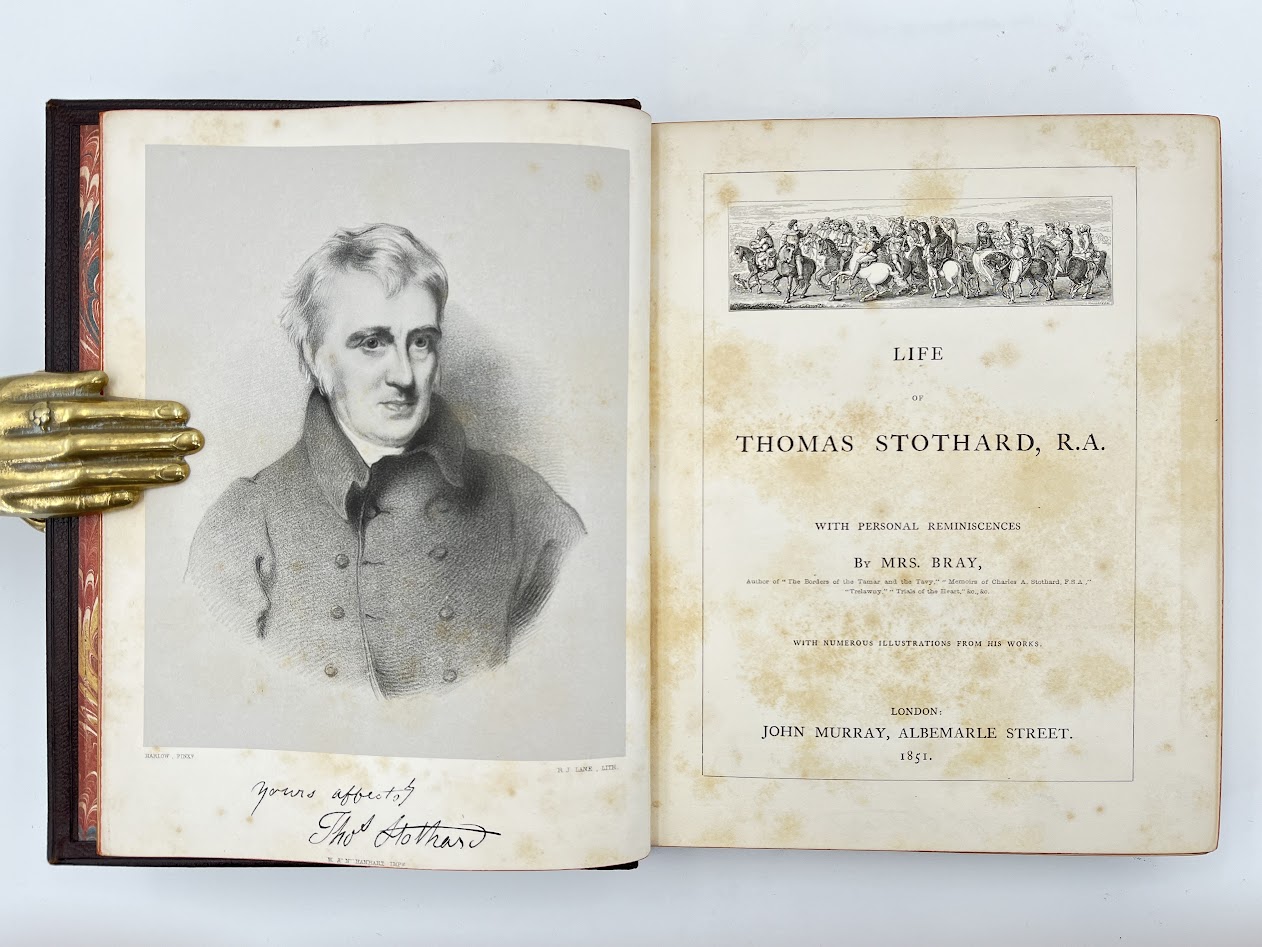 HARLOW, PINXT
R. J. LANE, LITH.
Yours affectly
Thos Stothard
M & N HANHART IMPT
LIFE
OF
THOMAS STOTHARD, R.A.
WITH PERSONAL REMINISCENCES
By MRS. BRAY,
Author of "The Borders of the Tamar and the Tavy," "Memoirs of Charles A. Stothard, F.S.A.,"
"Trelawny," "Trials of the Heart," &c., &c.
WITH NUMEROUS ILLUSTRATIONS FROM HIS WORKS.
LONDON:
JOHN MURRAY, ALBEMARLE STREET.
1851.